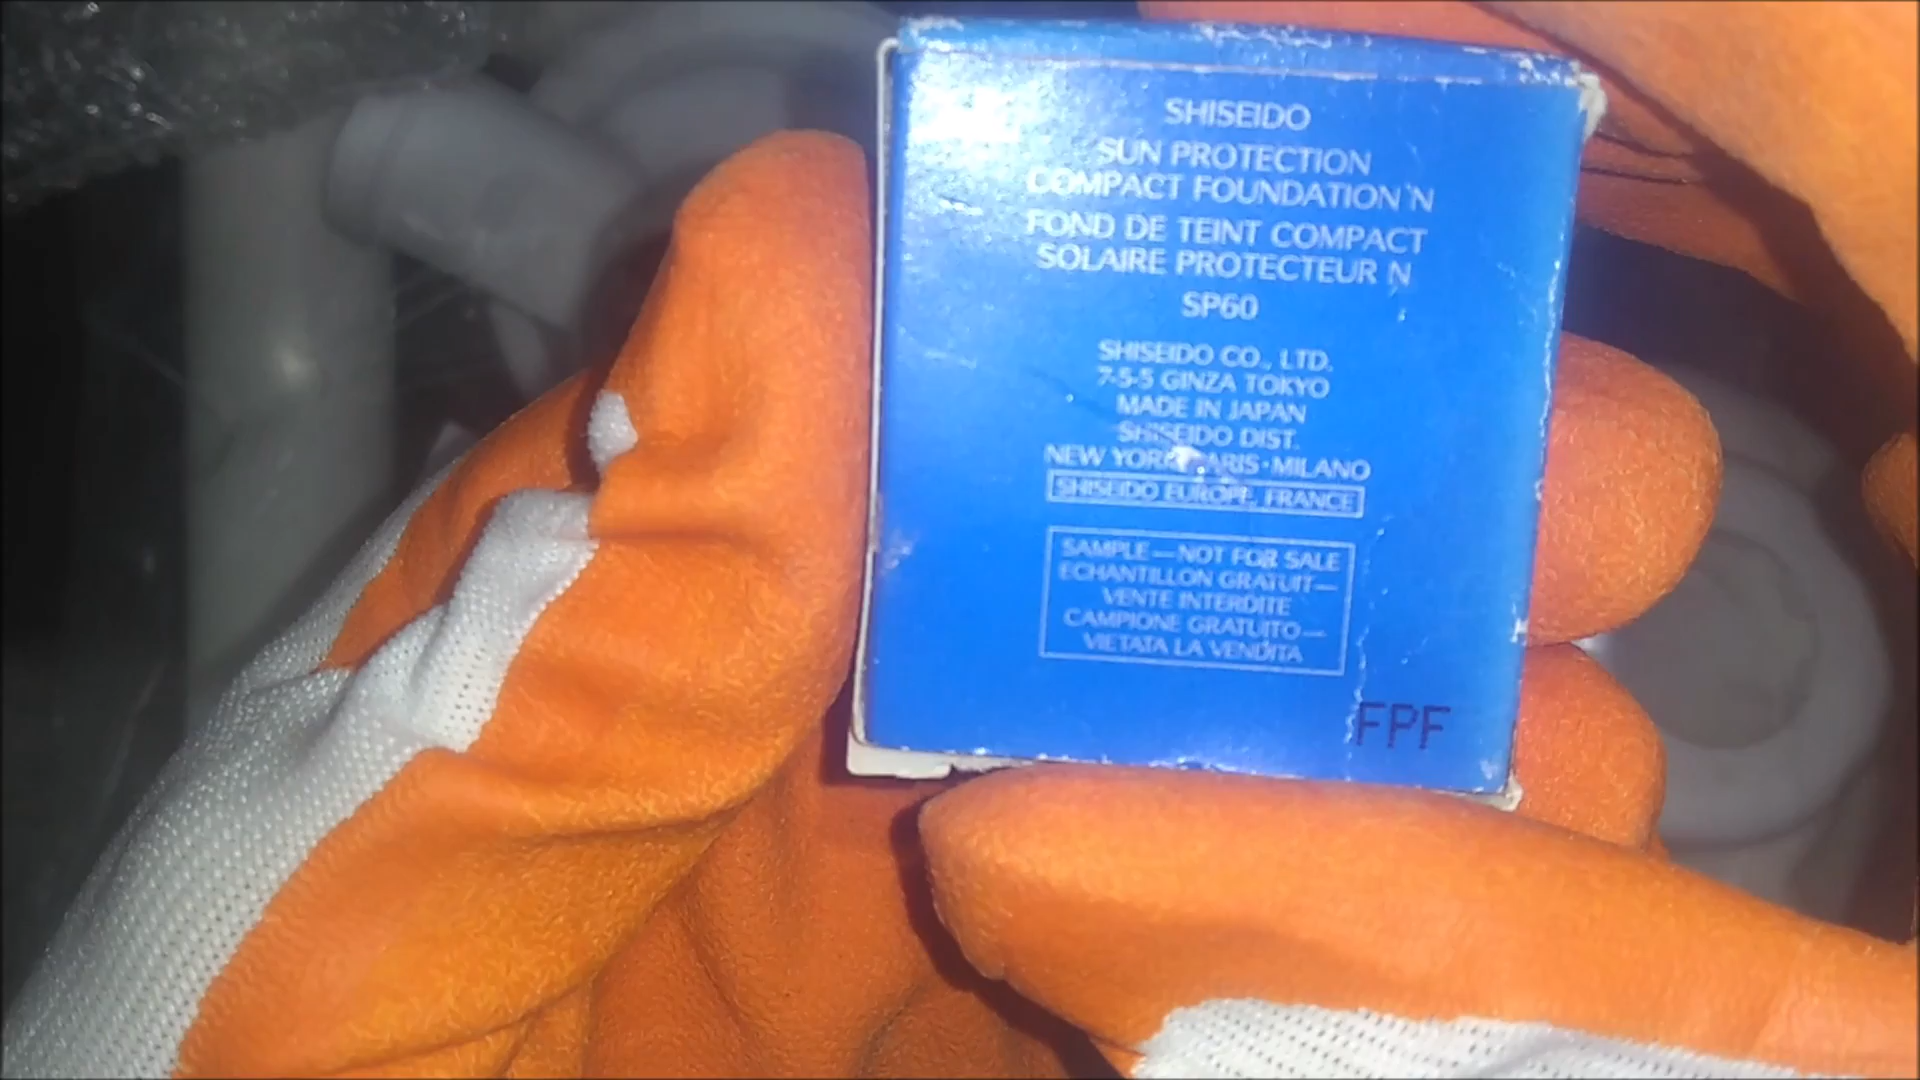 SHISEIDO
SUN PROTECTION
COMPACT FOUNDATION N
FOND DE TEINT COMPACT
SOLAIRE PROTECTEUR N
SP60
SHISEIDO CO., LTD.
7-5-5 GINZA TOKYO
MADE IN JAPAN
SHISEIDO DIST.
NEW YORK·PARIS·MILANO
SHISEIDO EUROPE, FRANCE
SAMPLE—NOT FOR SALE
ECHANTILLON GRATUIT—
VENTE INTERDITE
CAMPIONE GRATUITO—
VIETATA LA VENDITA
FPF